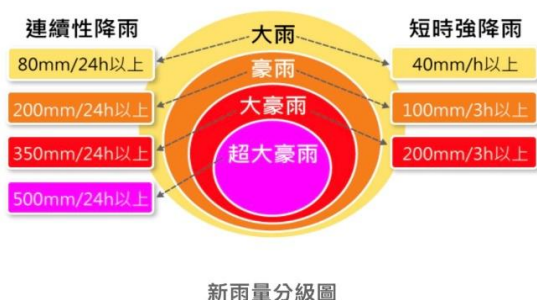 連續性降雨
80mm/24h以上
200mm/24h以上
350mm/24h以上
500mm/24h以上
大雨
豪雨
大豪雨
超大豪雨
短時強降雨
40mm/h以上
100mm/3h以上
200mm/3h以上
新雨量分級圖